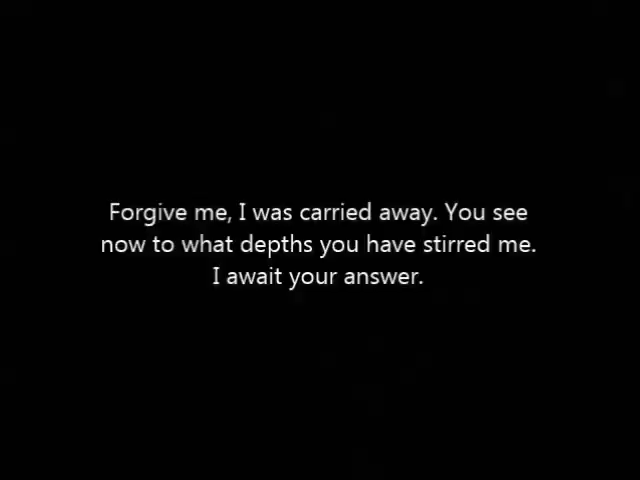 Forgive me, I was carried away. You see
now to what depths you have stirred me.
I await your answer.